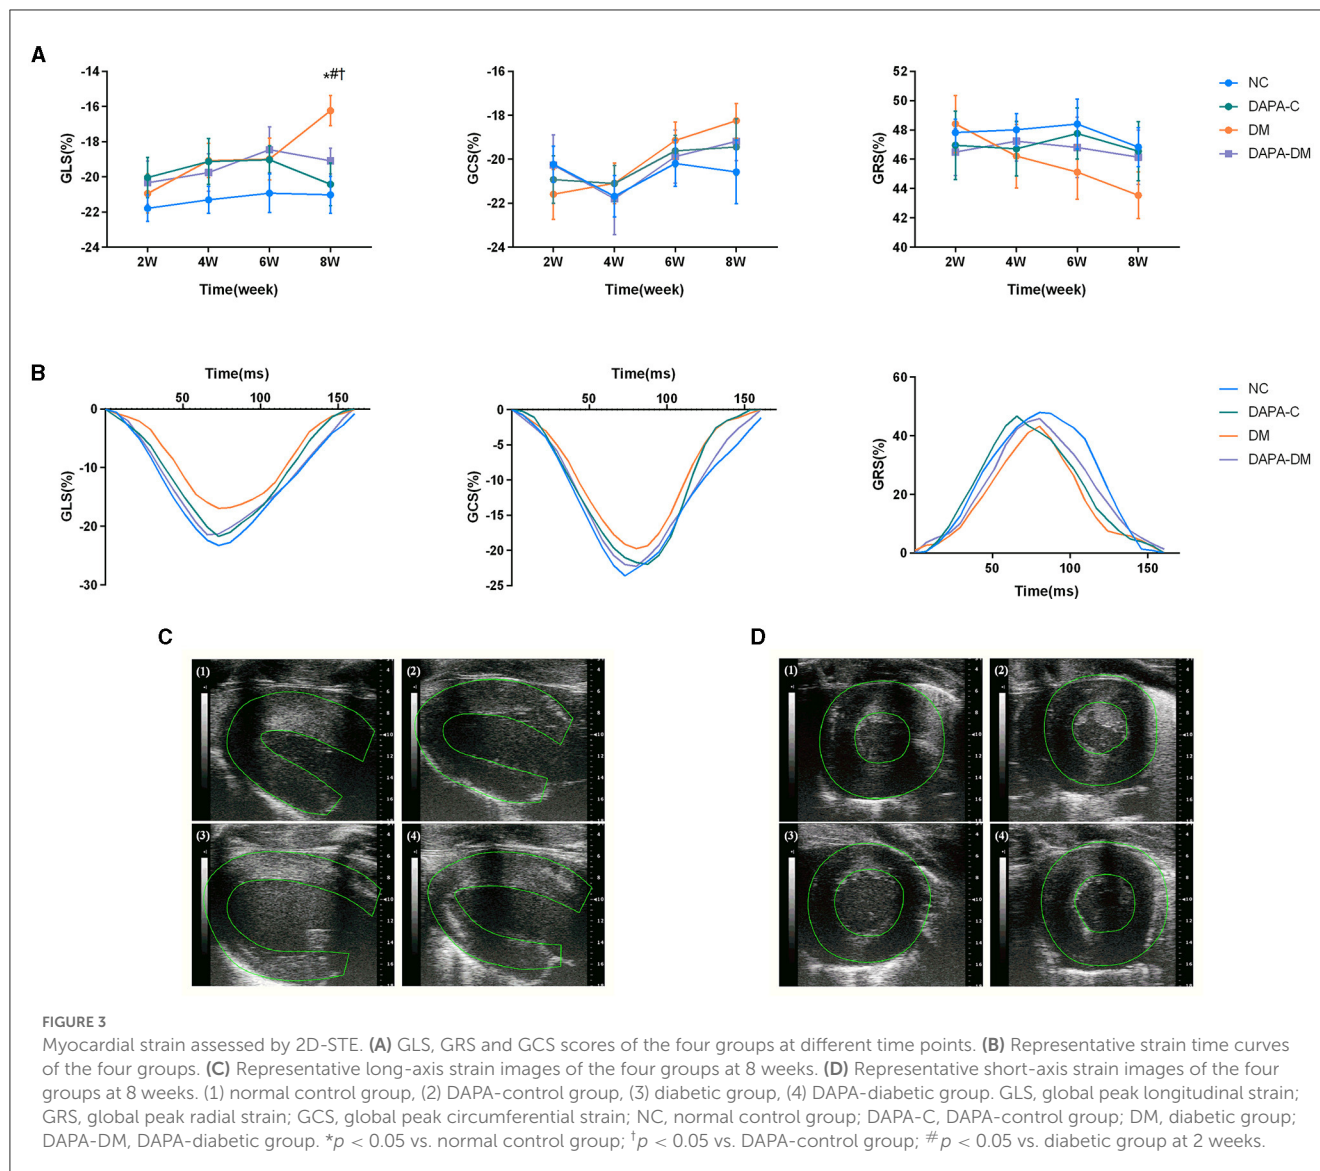 A
GLS(%)
-14
-16
-18
-20
-22
-24
*#†
2W 4W 6W 8W
Time(week)
GCS(%)
-16
-18
-20
-22
-24
2W 4W 6W 8W
Time(week)
GRS(%)
52
50
48
46
44
42
40
2W 4W 6W 8W
Time(week)
NC
DAPA-C
DM
DAPA-DM
B
Time(ms)
50 100 150
GLS(%)
0
-10
-20
-30
Time(ms)
50 100 150
GCS(%)
0
-5
-10
-15
-20
-25
GRS(%)
60
40
20
0
50 100 150
Time(ms)
NC
DAPA-C
DM
DAPA-DM
C
(1)
(2)
(3)
(4)
D
(1)
(2)
(3)
(4)
FIGURE 3
Myocardial strain assessed by 2D-STE. (A) GLS, GRS and GCS scores of the four groups at different time points. (B) Representative strain time curves
of the four groups. (C) Representative long-axis strain images of the four groups at 8 weeks. (D) Representative short-axis strain images of the four
groups at 8 weeks. (1) normal control group, (2) DAPA-control group, (3) diabetic group, (4) DAPA-diabetic group. GLS, global peak longitudinal strain;
GRS, global peak radial strain; GCS, global peak circumferential strain; NC, normal control group; DAPA-C, DAPA-control group; DM, diabetic group;
DAPA-DM, DAPA-diabetic group. *p < 0.05 vs. normal control group; †p < 0.05 vs. DAPA-control group; #p < 0.05 vs. diabetic group at 2 weeks.